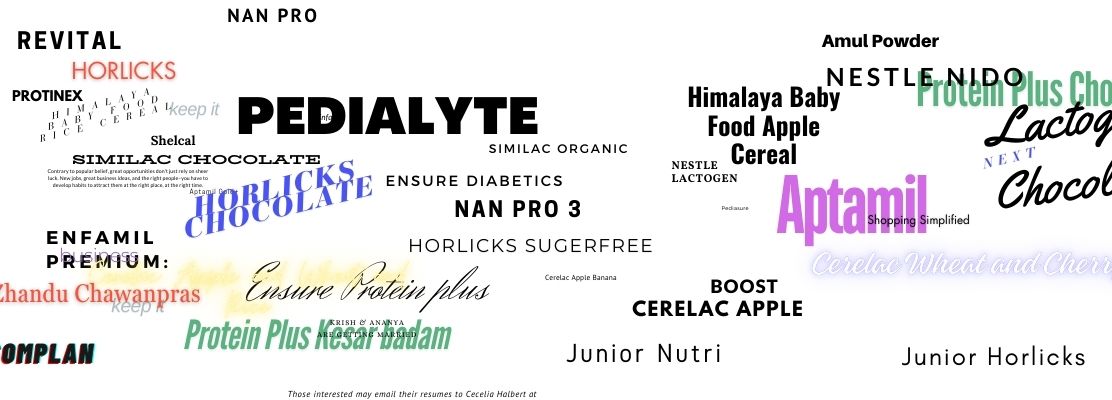 NAN PRO
REVITAL
Amul Powder
HORLICKS
NESTLE NIDO
Protein Plus Cho
PROTINEX
HIMALAYA
BABY FOOD
RICE CEREAL
keep it
PEDIALYTE
Himalaya Baby
Food Apple
Cereal
Lactog
Shelcal
SIMILAC ORGANIC
NEXT
SIMILAC CHOCOLATE
Contrary to popular belief, great opportunities don't just rely on sheer
luck. New jobs, great business ideas, and the right people–you have to
develop habits to attract them at the right place, at the right time.
NESTLE
LACTOGEN
Chocol
Aptamil Gold
HORLICKS
CHOCOLATE
ENSURE DIABETICS
NAN PRO 3
Pediasure
Aptamil
Shopping Simplified
ENFAMIL
PREMIUM:
business
HORLICKS SUGERFREE
Cerelac Wheat and Cherr
Cerelac Apple Banana
Ensure Protein plus
Zhandu Chawanpras
keep it
BOOST
CERELAC APPLE
KRISH & ANANYA
ARE GETTING MARRIED
Protein Plus Kesar badam
OMPLAN
Junior Nutri
Junior Horlicks
Those interested may email their resumes to Cecelia Halbert at